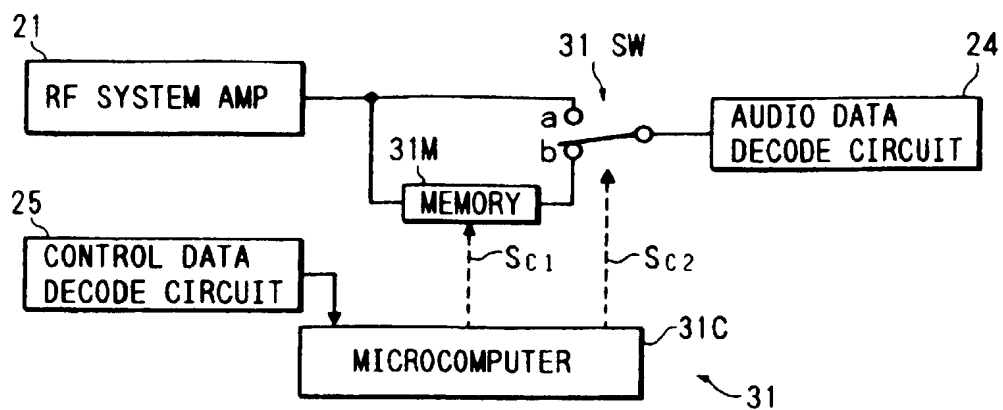 21
31 SW
24
RF SYSTEM AMP
a
b
AUDIO DATA
DECODE CIRCUIT
31M
MEMORY
25
CONTROL DATA
DECODE CIRCUIT
SC1
SC2
31C
MICROCOMPUTER
31